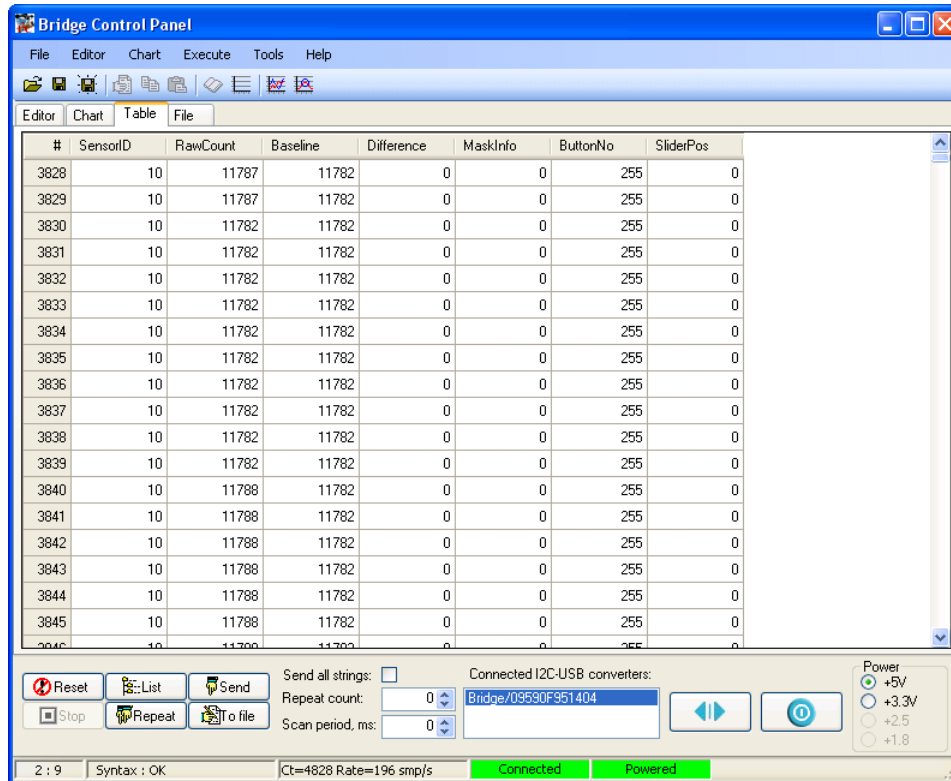 Bridge Control Panel
File Editor Chart Execute Tools Help
Editor Chart Table File
# SensorID RawCount Baseline Difference MaskInfo ButtonNo SliderPos
3828 10 11787 11782 0 0 255 0
3829 10 11787 11782 0 0 255 0
3830 10 11782 11782 0 0 255 0
3831 10 11782 11782 0 0 255 0
3832 10 11782 11782 0 0 255 0
3833 10 11782 11782 0 0 255 0
3834 10 11782 11782 0 0 255 0
3835 10 11782 11782 0 0 255 0
3836 10 11782 11782 0 0 255 0
3837 10 11782 11782 0 0 255 0
3838 10 11782 11782 0 0 255 0
3839 10 11782 11782 0 0 255 0
3840 10 11788 11782 0 0 255 0
3841 10 11788 11782 0 0 255 0
3842 10 11788 11782 0 0 255 0
3843 10 11788 11782 0 0 255 0
3844 10 11788 11782 0 0 255 0
3845 10 11788 11782 0 0 255 0
Reset List Send Send all strings: Connected I2C-USB converters: Power
Stop Repeat To file Repeat count: 0 Bridge/09590F951404 +5V
Scan period, ms: 0 +3.3V
+2.5
+1.8
2 : 9 Syntax : OK Ct=4828 Rate=196 smp/s Connected Powered